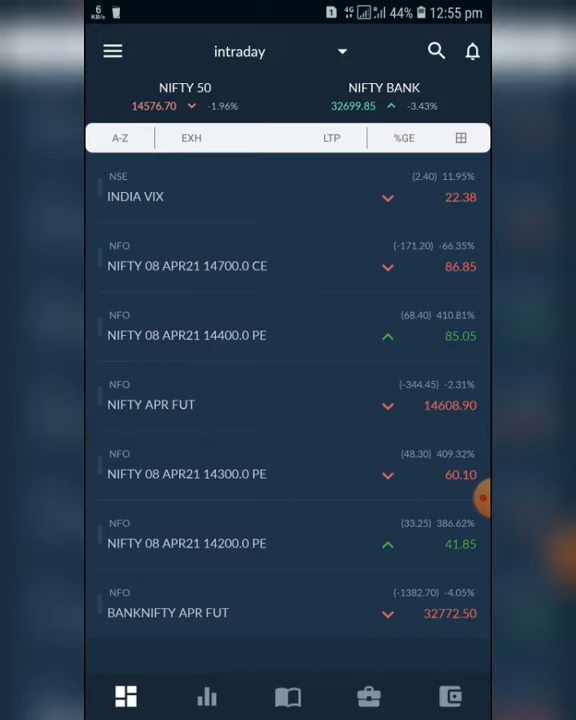 6
KB/s
1 4G 44% 12:55 pm
intraday
NIFTY 50 NIFTY BANK
14576.70 -1.96% 32699.85 -3.43%
A-Z EXH LTP %GE
NSE (2.40) 11.95%
INDIA VIX 22.38
NFO (-171.20) -66.35%
NIFTY 08 APR21 14700.0 CE 86.85
NFO (68.40) 410.81%
NIFTY 08 APR21 14400.0 PE 85.05
NFO (-344.45) -2.31%
NIFTY APR FUT 14608.90
NFO (48.30) 409.32%
NIFTY 08 APR21 14300.0 PE 60.10
NFO (33.25) 386.62%
NIFTY 08 APR21 14200.0 PE 41.85
NFO (-1382.70) -4.05%
BANKNIFTY APR FUT 32772.50